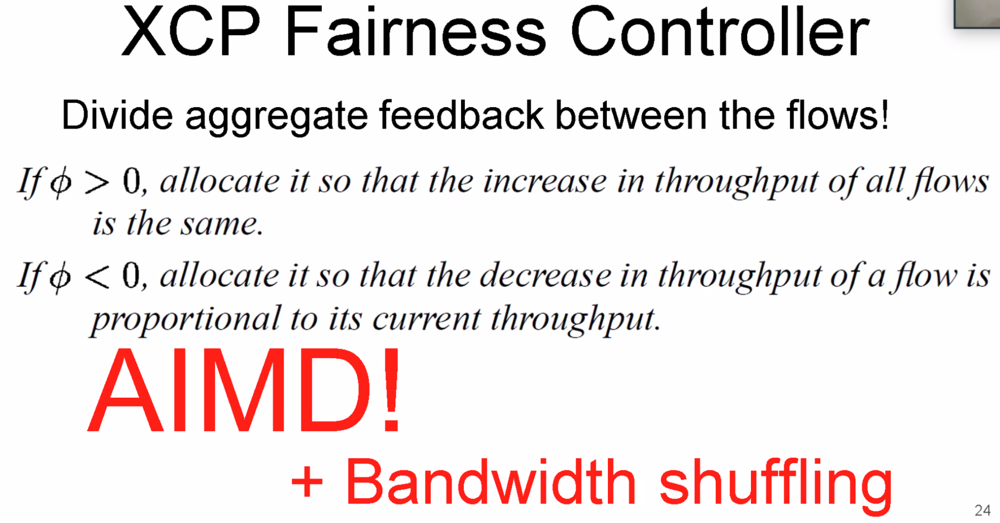 XCP Fairness Controller
Divide aggregate feedback between the flows!
If ϕ > 0, allocate it so that the increase in throughput of all flows
is the same.
If ϕ < 0, allocate it so that the decrease in throughput of a flow is
proportional to its current throughput.
AIMD!
+ Bandwidth shuffling
24